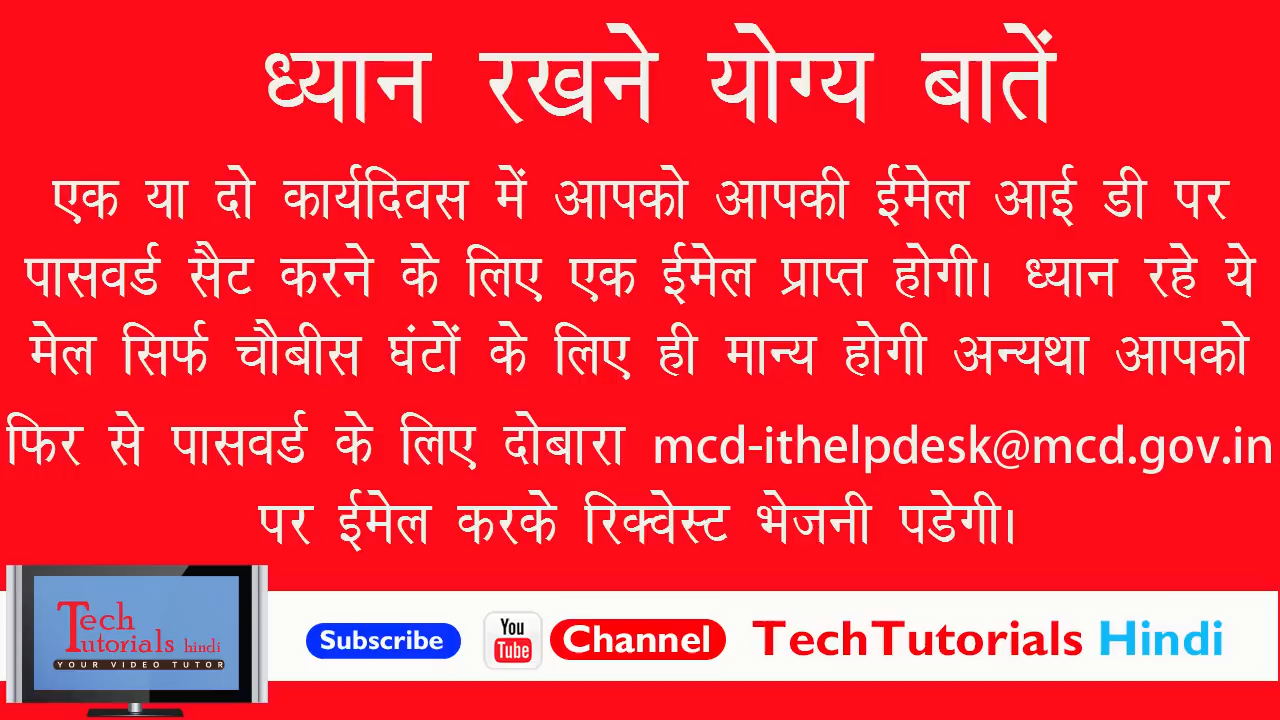 ध्यान रखने योग्य बातें
एक या दो कार्यदिवस में आपको आपकी ईमेल आई डी पर
पासवर्ड सैट करने के लिए एक ईमेल प्राप्त होगी। ध्यान रहे ये
मेल सिर्फ चौबीस घंटों के लिए ही मान्य होगी अन्यथा आपको
फिर से पासवर्ड के लिए दोबारा mcd-ithelpdesk@mcd.gov.in
पर ईमेल करके रिक्वेस्ट भेजनी पडेगी।
Tech
Tutorials hindi
YOUR VIDEO TUTOR
Subscribe
You
Tube
Channel
TechTutorials Hindi